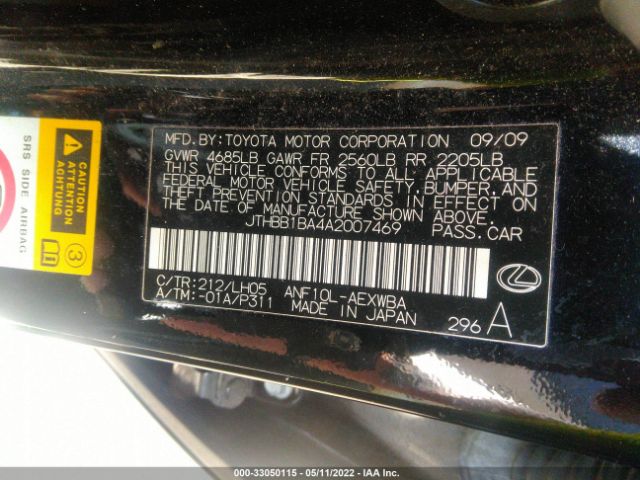 SRS SIDE AIRBAG
⚠ ACHTUNG
3
MFD.BY:TOYOTA MOTOR CORPORATION 09/09
GVWR 4685LB GAWR FR 2560LB RR 2205LB
THIS VEHICLE CONFORMS TO ALL APPLICABLE
FEDERAL MOTOR VEHICLE SAFETY,BUMPER,AND
THEFT PREVENTION STANDARDS IN EFFECT ON
THE DATE OF MANUFACTURE SHOWN ABOVE.
JTHBB1BA4A2007469 PASS.CAR
C/TR:212/LH05 ANF10L-AEXWBA
A/TM:-01A/P311 MADE IN JAPAN
296 A
000-33050115 - 05/11/2022 - IAA Inc.